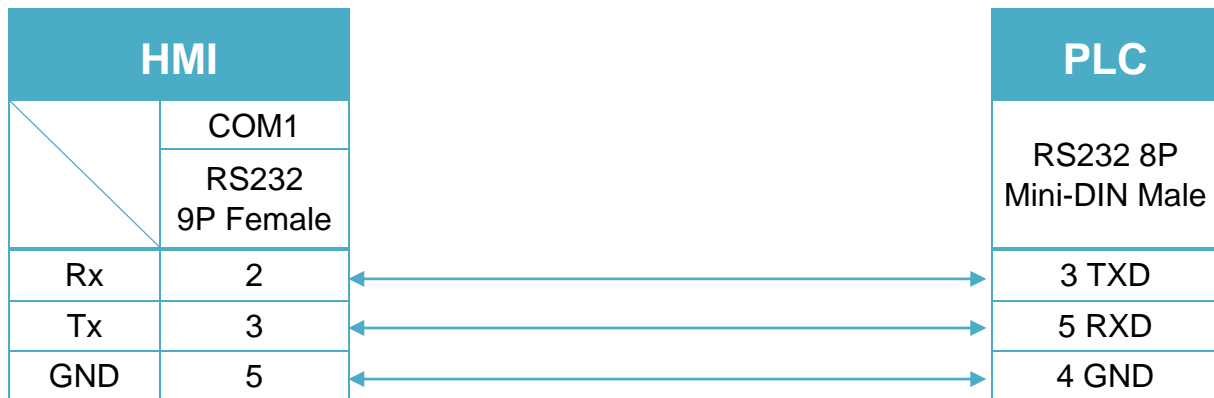 HMI
PLC
COM1
RS232
9P Female
RS232 8P
Mini-DIN Male
Rx 2 3 TXD
Tx 3 5 RXD
GND 5 4 GND